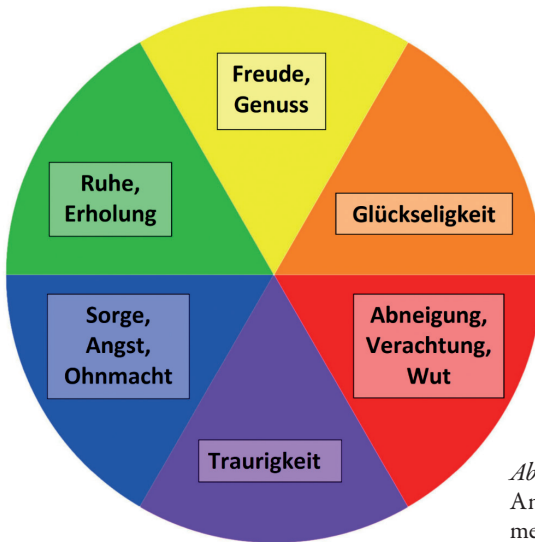 Freude,
Genuss
Glückseligkeit
Abneigung,
Verachtung,
Wut
Traurigkeit
Sorge,
Angst,
Ohnmacht
Ruhe,
Erholung